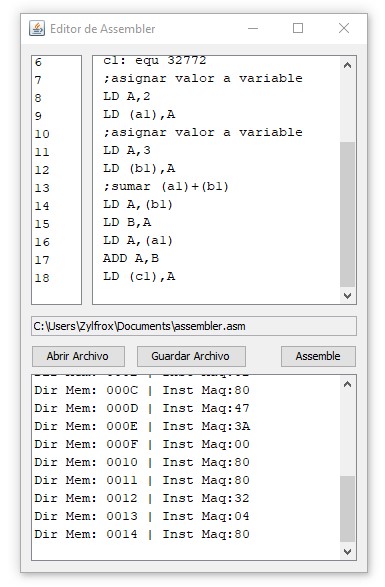 Editor de Assembler
6 c1: equ 32772
7 ;asignar valor a variable
8 LD A,2
9 LD (a1),A
10 ;asignar valor a variable
11 LD A,3
12 LD (b1),A
13 ;sumar (a1)+(b1)
14 LD A,(b1)
15 LD B,A
16 LD A,(a1)
17 ADD A,B
18 LD (c1),A
C:\Users\Zylfrox\Documents\assembler.asm
Abrir Archivo Guardar Archivo Assemble
Dir Mem: 000C | Inst Maq:80
Dir Mem: 000D | Inst Maq:47
Dir Mem: 000E | Inst Maq:3A
Dir Mem: 000F | Inst Maq:00
Dir Mem: 0010 | Inst Maq:80
Dir Mem: 0011 | Inst Maq:80
Dir Mem: 0012 | Inst Maq:32
Dir Mem: 0013 | Inst Maq:04
Dir Mem: 0014 | Inst Maq:80